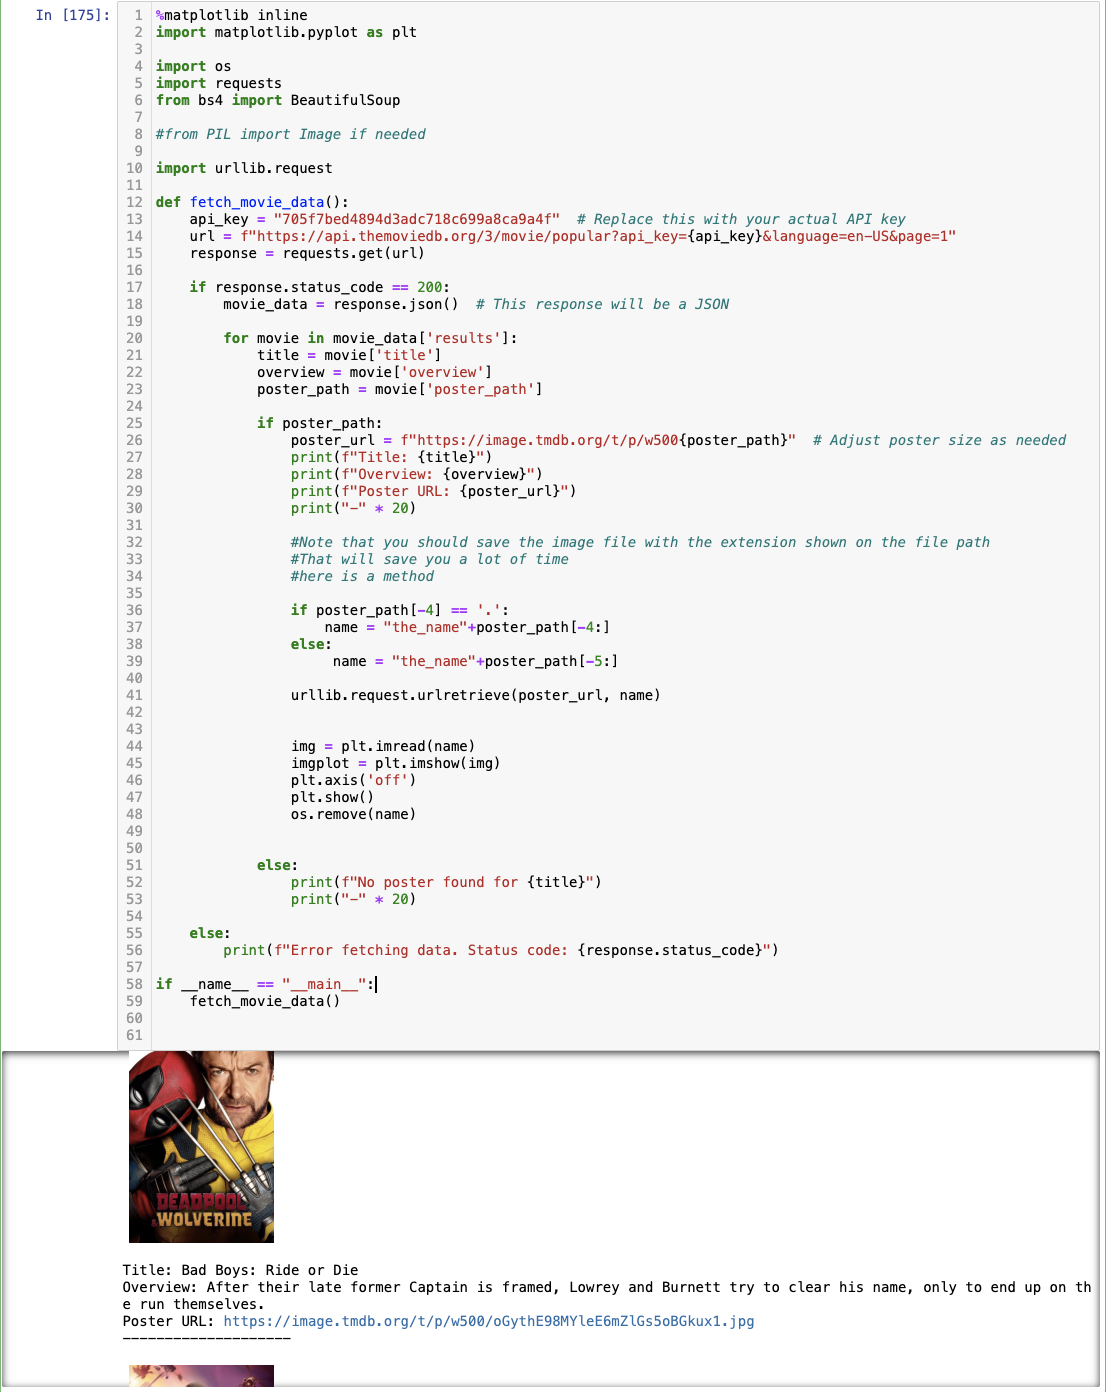 In [175]:
1 %matplotlib inline
2 import matplotlib.pyplot as plt
3
4 import os
5 import requests
6 from bs4 import BeautifulSoup
7
8 #from PIL import Image if needed
9
10 import urllib.request
11
12 def fetch_movie_data():
13     api_key = "705f7bed4894d3adc718c699a8ca9a4f"  # Replace this with your actual API key
14     url = f"https://api.themoviedb.org/3/movie/popular?api_key={api_key}&language=en-US&page=1"
15     response = requests.get(url)
16
17     if response.status_code == 200:
18         movie_data = response.json()  # This response will be a JSON
19
20         for movie in movie_data['results']:
21             title = movie['title']
22             overview = movie['overview']
23             poster_path = movie['poster_path']
24
25             if poster_path:
26                 poster_url = f"https://image.tmdb.org/t/p/w500{poster_path}"  # Adjust poster size as needed
27                 print(f"Title: {title}")
28                 print(f"Overview: {overview}")
29                 print(f"Poster URL: {poster_url}")
30                 print("-" * 20)
31
32                 #Note that you should save the image file with the extension shown on the file path
33                 #That will save you a lot of time
34                 #here is a method
35
36                 if poster_path[-4] == '.':
37                     name = "the_name"+poster_path[-4:]
38                 else:
39                      name = "the_name"+poster_path[-5:]
40
41                 urllib.request.urlretrieve(poster_url, name)
42
43
44                 img = plt.imread(name)
45                 imgplot = plt.imshow(img)
46                 plt.axis('off')
47                 plt.show()
48                 os.remove(name)
49
50
51             else:
52                 print(f"No poster found for {title}")
53                 print("-" * 20)
54
55     else:
56         print(f"Error fetching data. Status code: {response.status_code}")
57
58 if __name__ == "__main__":
59     fetch_movie_data()
60
61
DEADPOOL
& WOLVERINE
Title: Bad Boys: Ride or Die
Overview: After their late former Captain is framed, Lowrey and Burnett try to clear his name, only to end up on th
e run themselves.
Poster URL: https://image.tmdb.org/t/p/w500/oGythE98MYleE6mZlGs5oBGkux1.jpg
--------------------